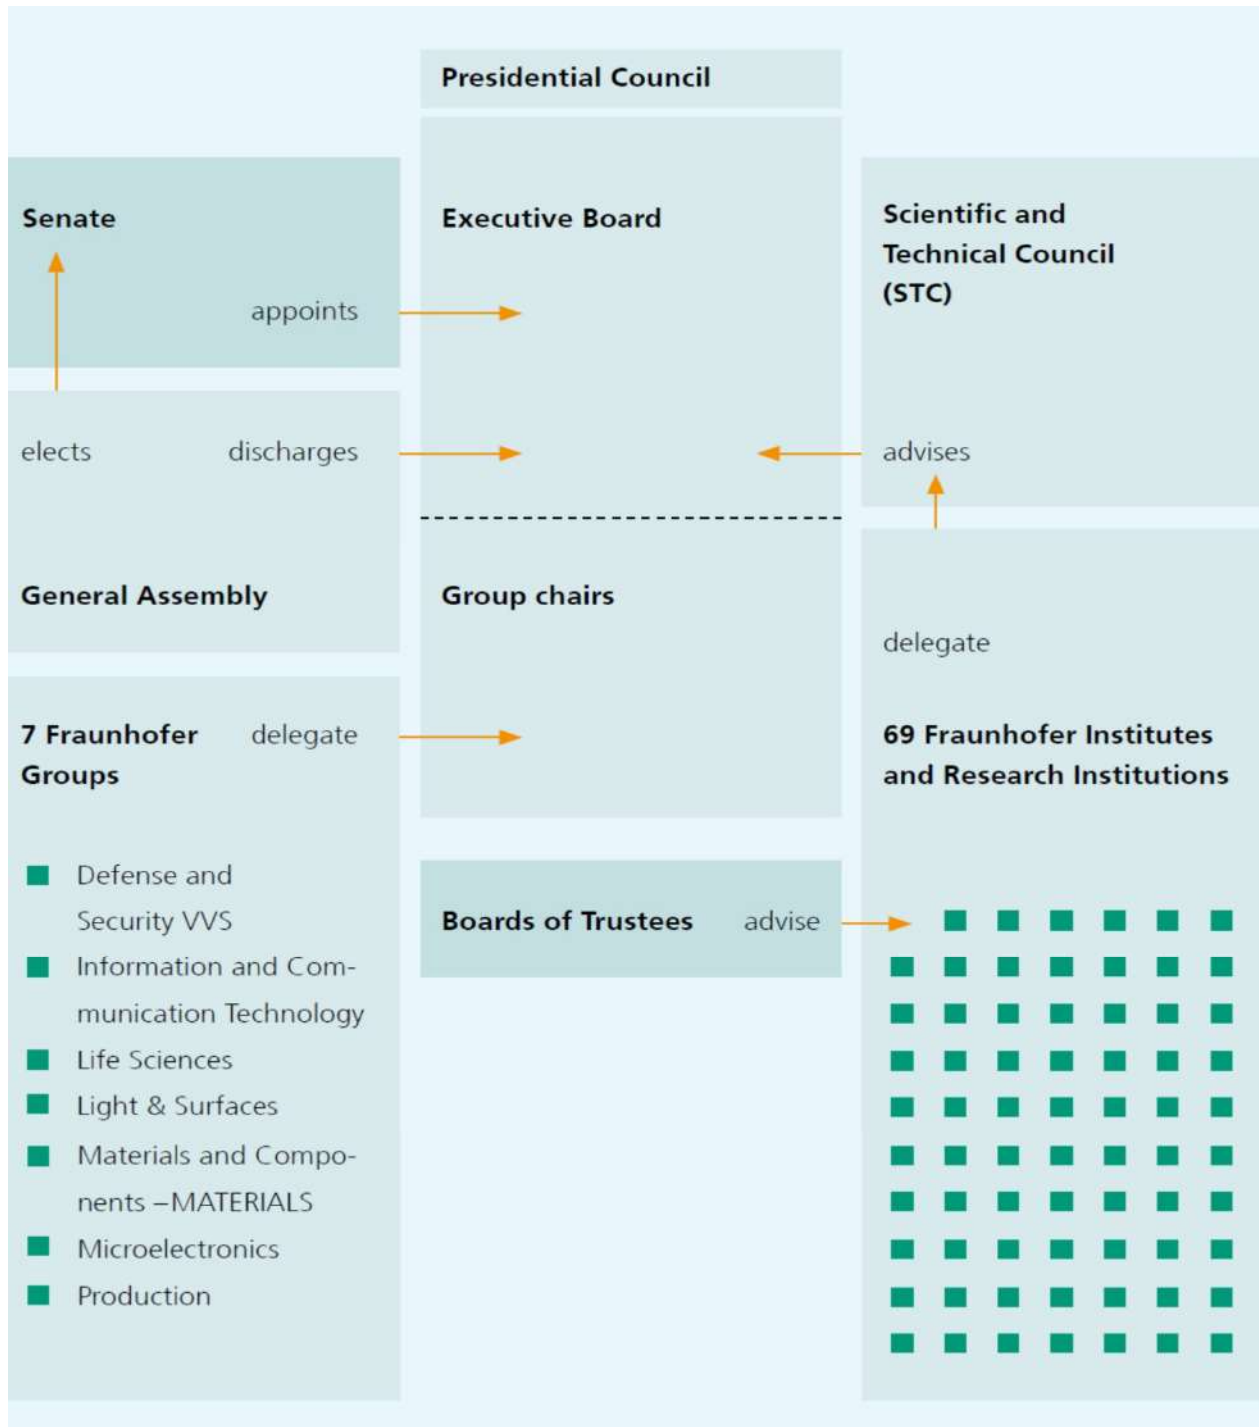 Presidential Council
Senate
appoints
Executive Board
Scientific and
Technical Council
(STC)
elects discharges
advises
General Assembly
Group chairs
delegate
7 Fraunhofer delegate
Groups
69 Fraunhofer Institutes
and Research Institutions
Defense and
Security VVS
Information and Com-
munication Technology
Life Sciences
Light & Surfaces
Materials and Compo-
nents –MATERIALS
Microelectronics
Production
Boards of Trustees advise